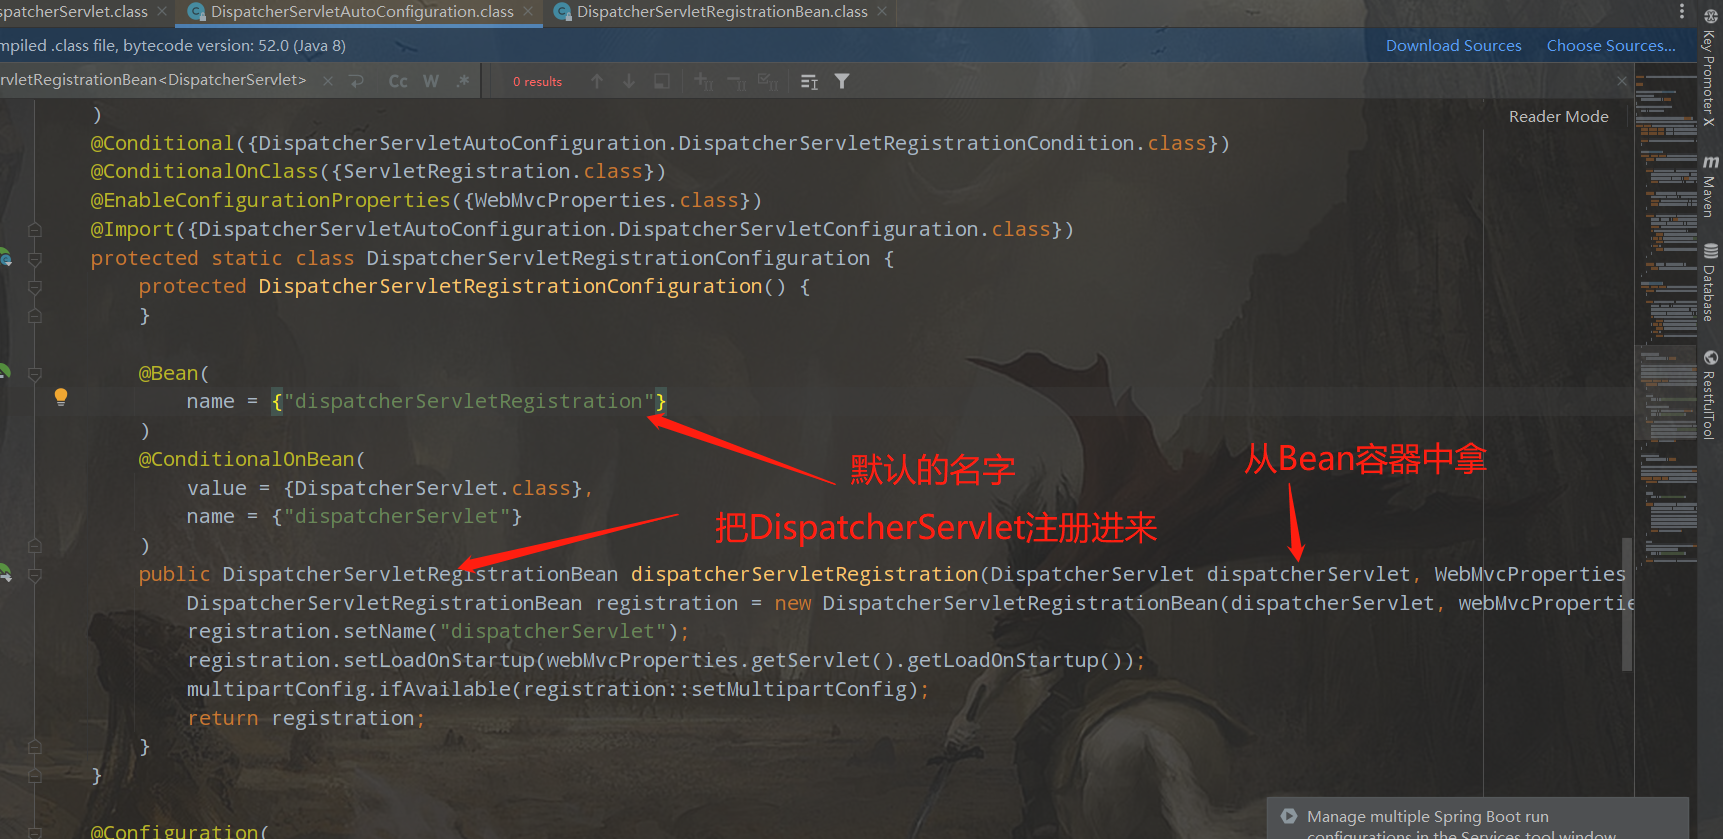 spatcherServlet.class
DispatcherServletAutoConfiguration.class
DispatcherServletRegistrationBean.class
mpiled .class file, bytecode version: 52.0 (Java 8)
Download Sources
Choose Sources...
rvletRegistrationBean<DispatcherServlet>
Cc
W
.*
0 results
Reader Mode
)
@Conditional({DispatcherServletAutoConfiguration.DispatcherServletRegistrationCondition.class})
@ConditionalOnClass({ServletRegistration.class})
@EnableConfigurationProperties({WebMvcProperties.class})
@Import({DispatcherServletAutoConfiguration.DispatcherServletConfiguration.class})
protected static class DispatcherServletRegistrationConfiguration {
protected DispatcherServletRegistrationConfiguration() {
}
@Bean(
name = {"dispatcherServletRegistration"}
)
@ConditionalOnBean(
value = {DispatcherServlet.class},
name = {"dispatcherServlet"}
)
默认的名字
从Bean容器中拿
把DispatcherServlet注册进来
public DispatcherServletRegistrationBean dispatcherServletRegistration(DispatcherServlet dispatcherServlet, WebMvcProperties
DispatcherServletRegistrationBean registration = new DispatcherServletRegistrationBean(dispatcherServlet, webMvcPropertie
registration.setName("dispatcherServlet");
registration.setLoadOnStartup(webMvcProperties.getServlet().getLoadOnStartup());
multipartConfig.ifAvailable(registration::setMultipartConfig);
return registration;
}
}
@Configuration(
Manage multiple Spring Boot run
configurations in the Services tool window
Key Promoter X
Maven
Database
RestfulTool